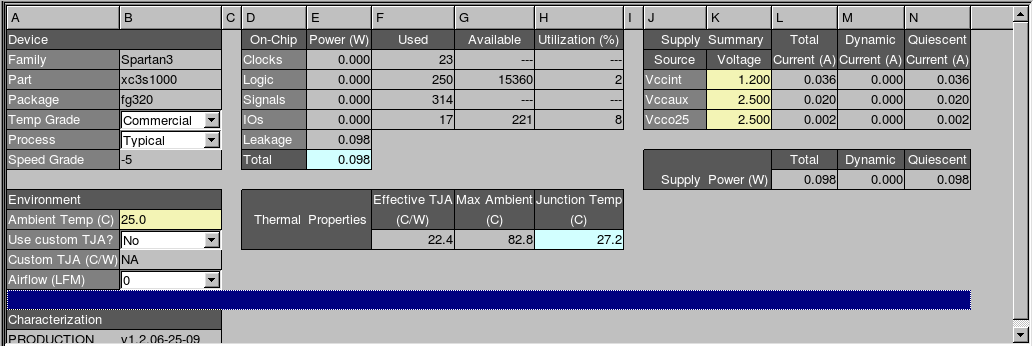 A B C D E F G H I J K L M N
Device On-Chip Power (W) Used Available Utilization (%) Supply Summary Total Dynamic Quiescent
Family Spartan3 Clocks 0.000 23 --- --- Source Voltage Current (A) Current (A) Current (A)
Part xc3s1000 Logic 0.000 250 15360 2 Vccint 1.200 0.036 0.000 0.036
Package fg320 Signals 0.000 314 --- --- Vccaux 2.500 0.020 0.000 0.020
Temp Grade Commercial IOs 0.000 17 221 8 Vcco25 2.500 0.002 0.000 0.002
Process Typical Leakage 0.098
Speed Grade -5 Total 0.098 Total Dynamic Quiescent
Supply Power (W) 0.098 0.000 0.098
Environment Effective TJA Max Ambient Junction Temp
Ambient Temp (C) 25.0 Thermal Properties (C/W) (C) (C)
Use custom TJA? No 22.4 82.8 27.2
Custom TJA (C/W) NA
Airflow (LFM) 0
Characterization
PRODUCTION v1.2,06-25-09